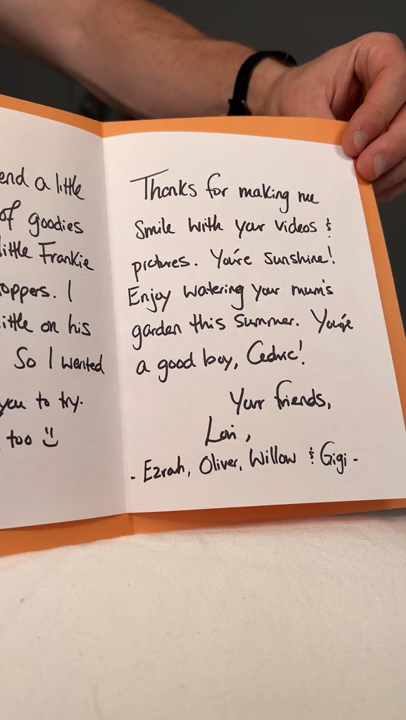 end a little
of goodies
little Frankie
oppers. I
ittle on his
So I wanted
you to try.
too :)
Thanks for making me
smile with your videos &
pictures. You're sunshine!
Enjoy watering your mum's
garden this summer. You're
a good boy, Cedric!
Your friends,
Lori,
- Ezrah, Oliver, Willow & Gigi -